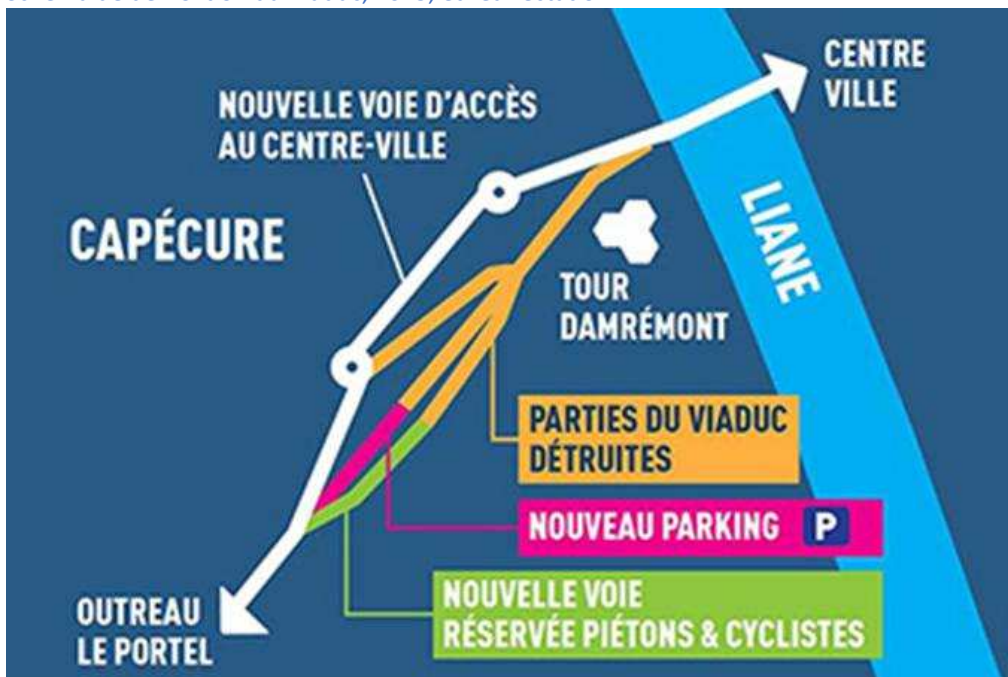 CENTRE
VILLE
NOUVELLE VOIE D'ACCÈS
AU CENTRE-VILLE
CAPÉCURE
LIANE
TOUR
DAMRÉMONT
PARTIES DU VIADUC
DÉTRUITES
NOUVEAU PARKING P
NOUVELLE VOIE
RÉSERVÉE PIÉTONS & CYCLISTES
OUTREAU
LE PORTEL